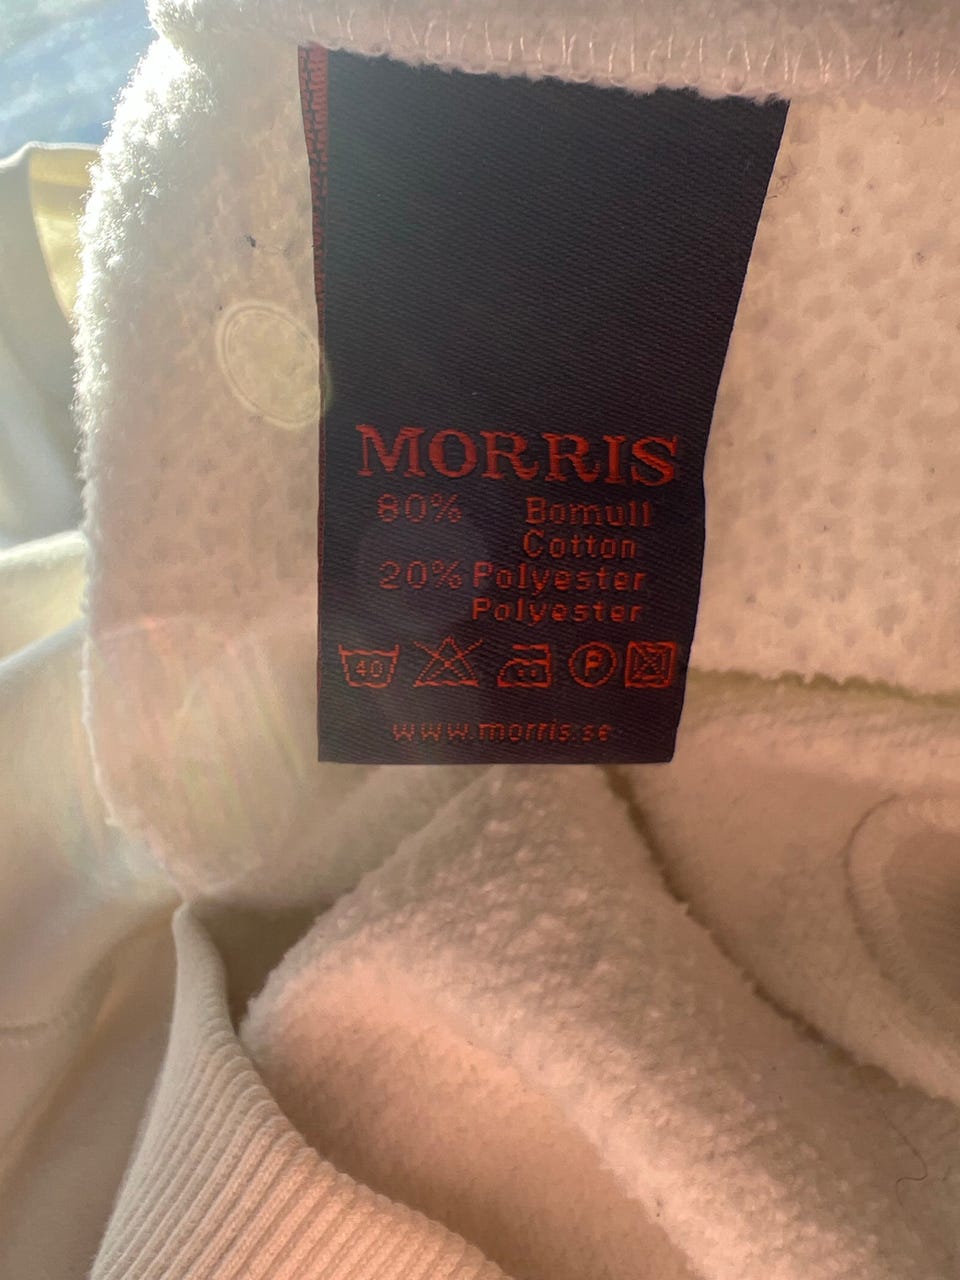 MORRIS
80% Bomull
Cotton
20% Polyester
Polyester
40 P
www.morris.se